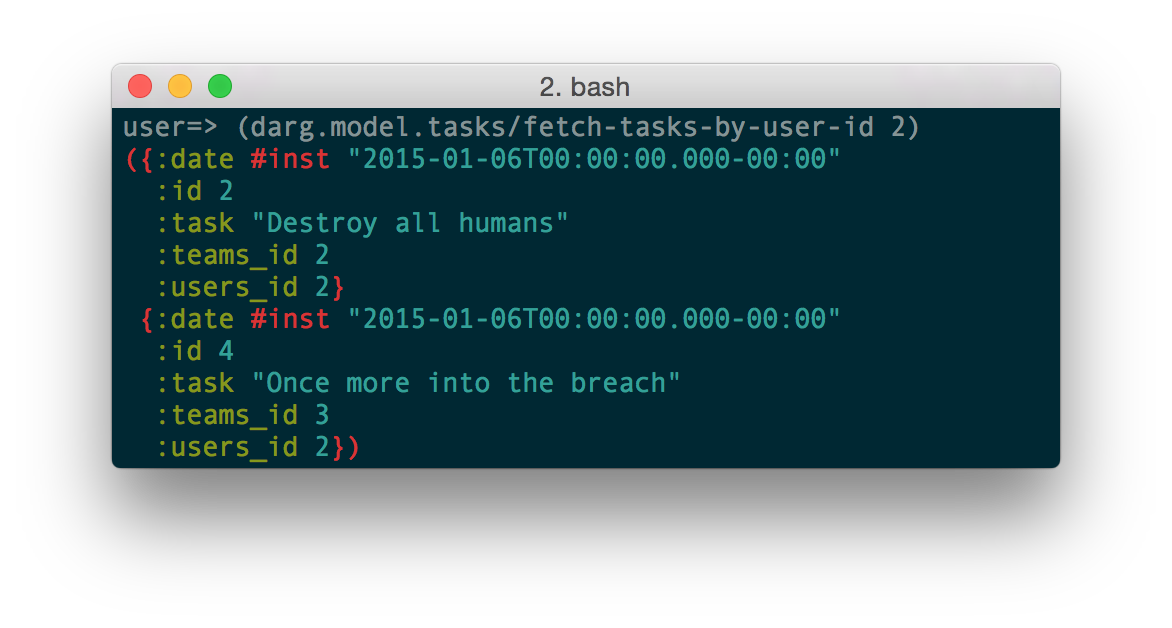 2. bash
user=> (darg.model.tasks/fetch-tasks-by-user-id 2)
({:date #inst "2015-01-06T00:00:00.000-00:00"
  :id 2
  :task "Destroy all humans"
  :teams_id 2
  :users_id 2}
 {:date #inst "2015-01-06T00:00:00.000-00:00"
  :id 4
  :task "Once more into the breach"
  :teams_id 3
  :users_id 2})